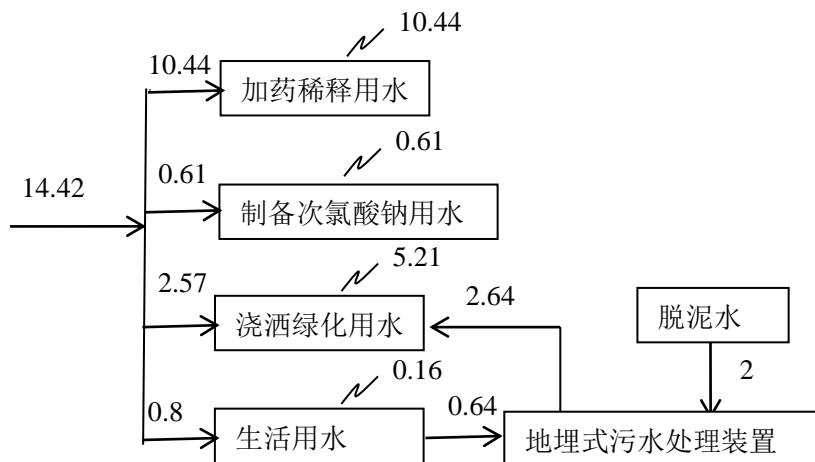 10.44
10.44
加药稀释用水
0.61
0.61
14.42
制备次氯酸钠用水
5.21
2.57
2.64
浇洒绿化用水
脱泥水
0.16
2
0.8
0.64
生活用水
地埋式污水处理装置